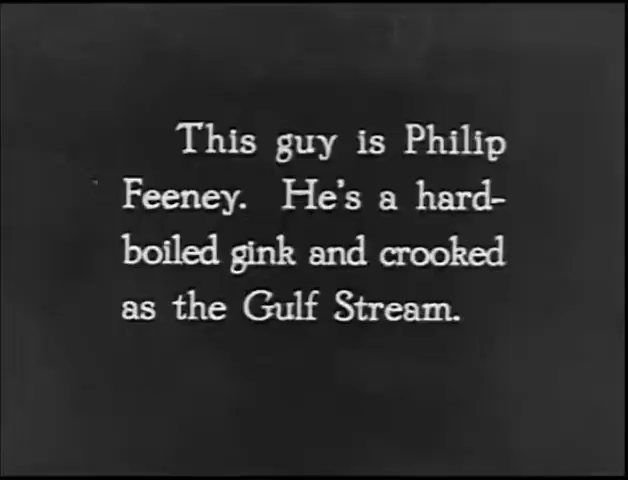 This guy is Philip
Feeney. He's a hard-
boiled gink and crooked
as the Gulf Stream.